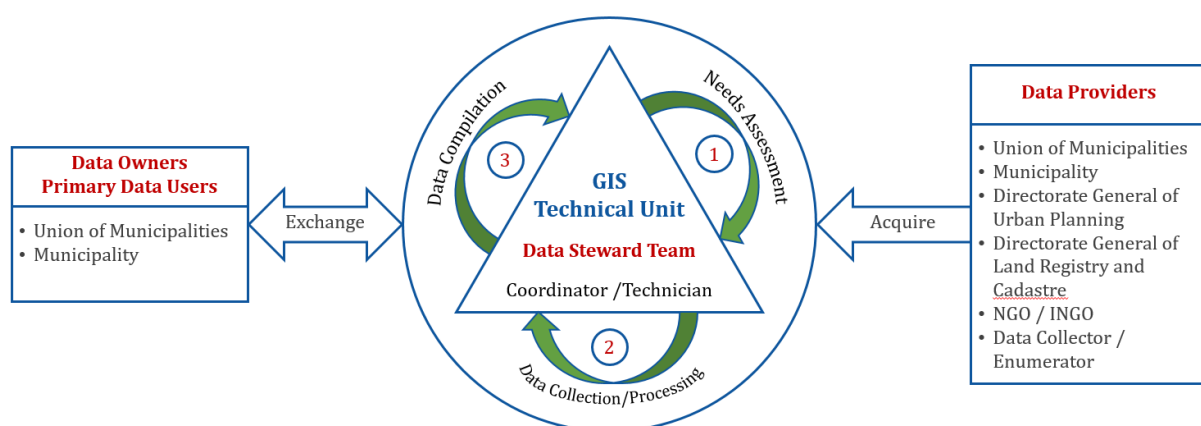 Data Owners
Primary Data Users
• Union of Municipalities
• Municipality
Exchange
Data Compilation
3
Needs Assessment
1
GIS
Technical Unit
Data Steward Team
Coordinator /Technician
2
Data Collection/Processing
Acquire
Data Providers
• Union of Municipalities
• Municipality
• Directorate General of
Urban Planning
• Directorate General of
Land Registry and
Cadastre
• NGO / INGO
• Data Collector /
Enumerator